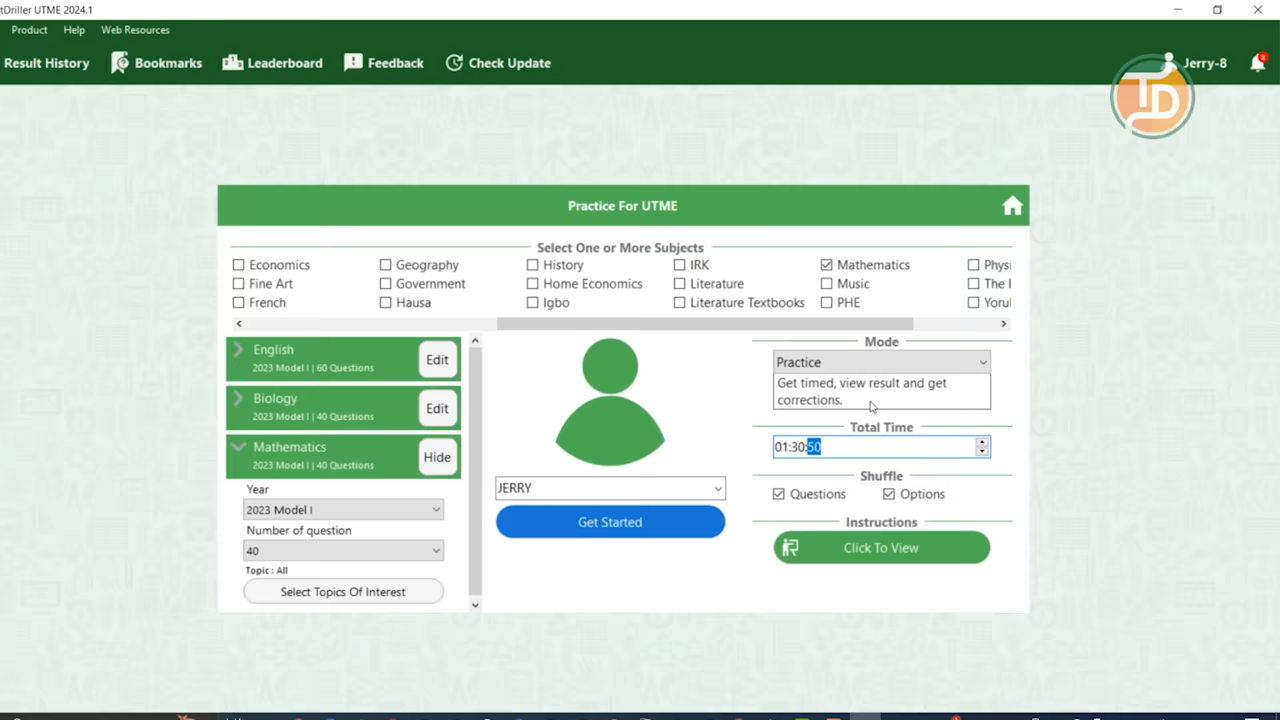 tDriller UTME 2024.1
Product Help Web Resources
Result History Bookmarks Leaderboard Feedback Check Update Jerry-8 2
TD
Practice For UTME
Select One or More Subjects
Economics Geography History IRK Mathematics Physi
Fine Art Government Home Economics Literature Music The I
French Hausa Igbo Literature Textbooks PHE Yorul
English
2023 Model I | 60 Questions
Edit
Biology
2023 Model I | 40 Questions
Edit
Mathematics
2023 Model I | 40 Questions
Hide
Year
2023 Model I
Number of question
40
Topic : All
Select Topics Of Interest
JERRY
Get Started
Mode
Practice
Get timed, view result and get
corrections.
Total Time
01:30:50
Shuffle
Questions Options
Instructions
Click To View